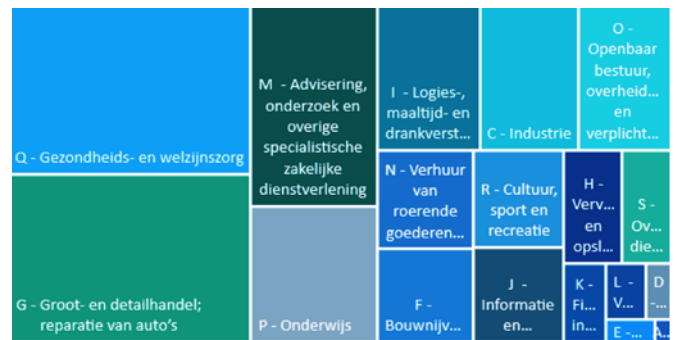 Q - Gezondheids- en welzijnszorg
G - Groot- en detailhandel;
reparatie van auto's
M - Advisering,
onderzoek en
overige
specialistische
zakelijke
dienstverlening
P - Onderwijs
I - Logies-,
maaltijd- en
drankverst...
C - Industrie
O -
Openbaar
bestuur,
overheid...
en
verplicht...
N - Verhuur
van
roerende
goederen...
R - Cultuur,
sport en
recreatie
H -
Verv...
en
opsl...
S -
Ov...
die...
F -
Bouwnijv...
J -
Informatie
en...
K -
Fi...
in...
L -
V...
D
-...
E -...
A...